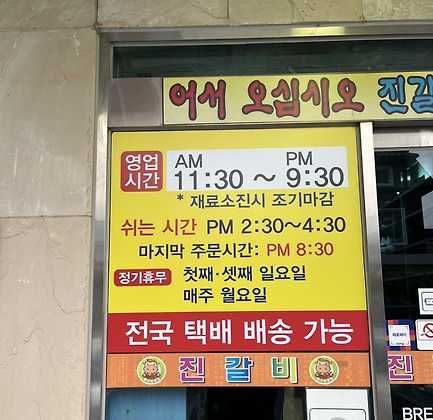 어서 오십시오 진갈
영업 시간
AM PM
11:30 ~ 9:30
* 재료소진시 조기마감
쉬는 시간 PM 2:30~4:30
마지막 주문시간: PM 8:30
정기휴무 첫째·셋째 일요일
매주 월요일
전국 택배 배송 가능
진갈비 진
BRE